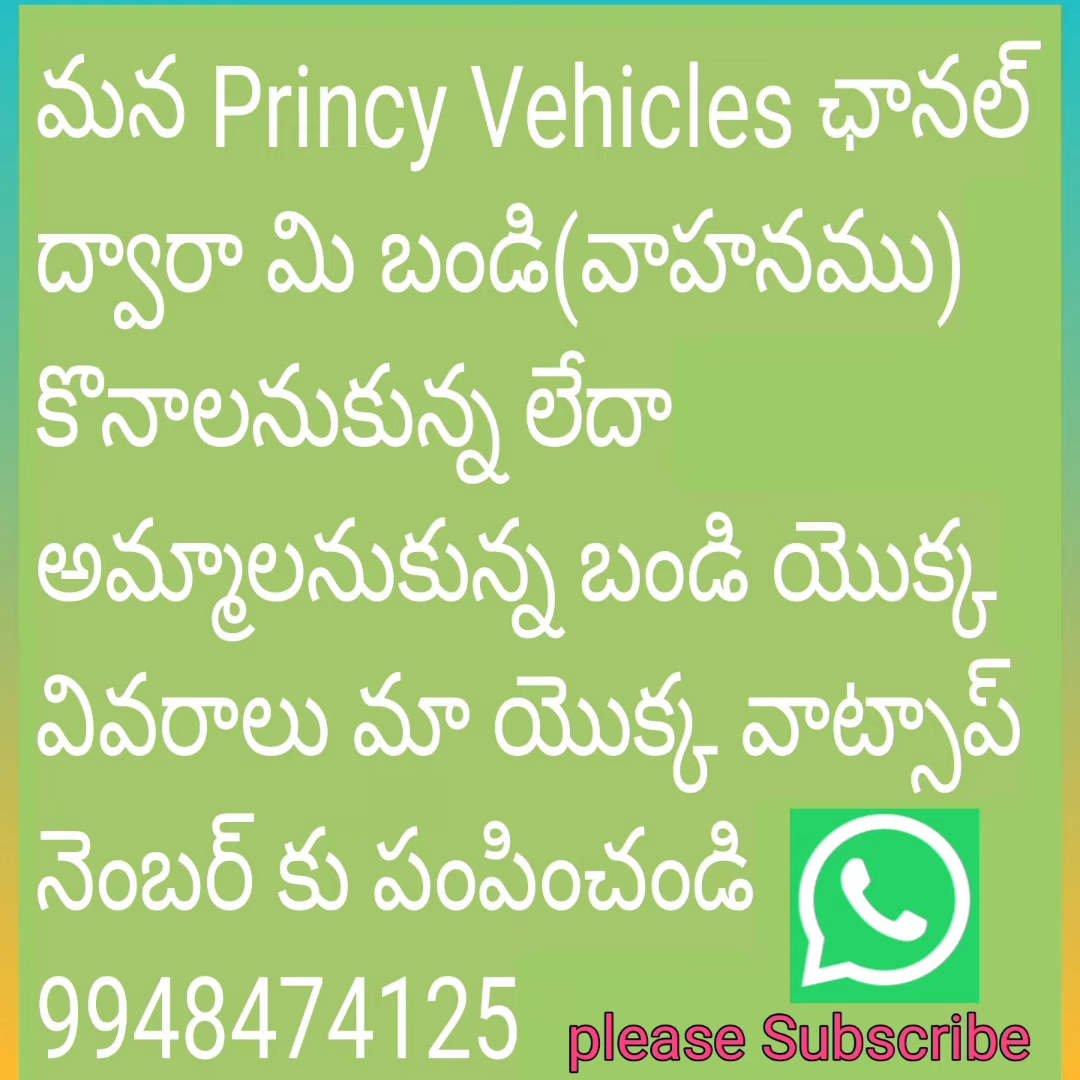 మన Princy Vehicles ఛానల్
ద్వారా మి బండి(వాహనము)
కొనాలనుకున్న లేదా
అమ్మాలనుకున్న బండి యొక్క
వివరాలు మా యొక్క వాట్సాప్
నెంబర్ కు పంపించండి
9948474125
please Subscribe